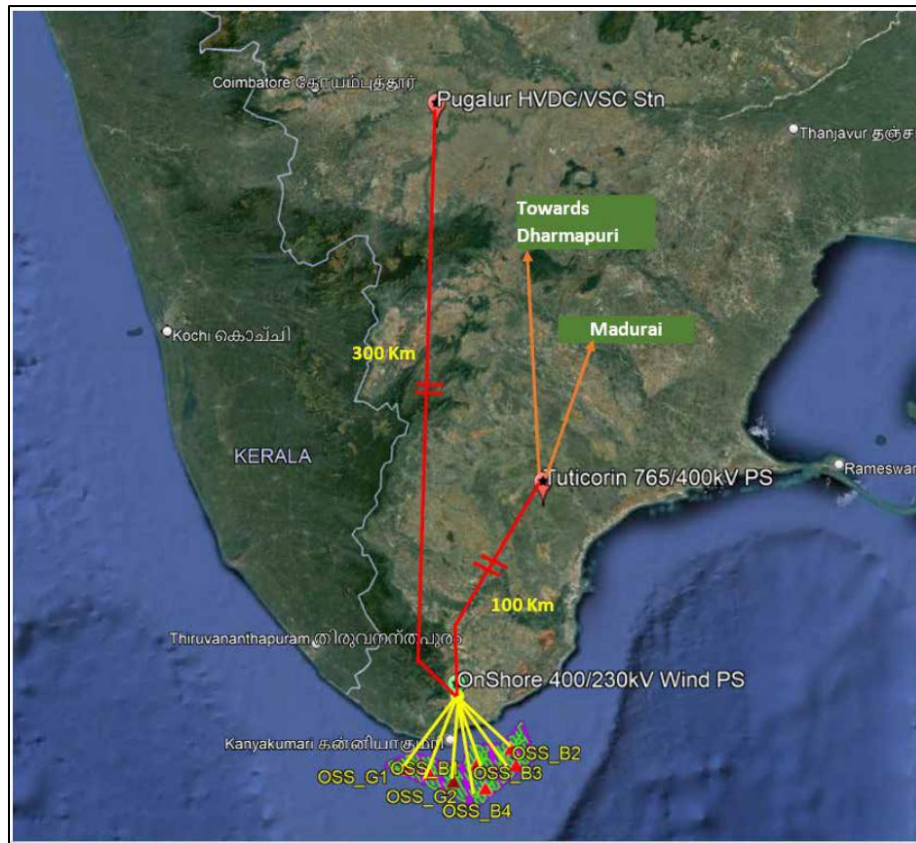 Coimbatore கோயம்புத்தூர்
Pugalur HVDC/VSC Stn
Thanjavur தஞ்ச
Towards
Dharmapuri
Kochi കൊച്ചി
Madurai
300 Km
KERALA
Tuticorin 765/400kV PS
Rameswar
100 Km
Thiruvananthapuram തിരുവനന്തപുരം
OnShore 400/230kV Wind PS
Kanyakumari கன்னியாகுமரி
OSS_B2
OSS_G1
OSS_B3
OSS_G2
OSS_B4